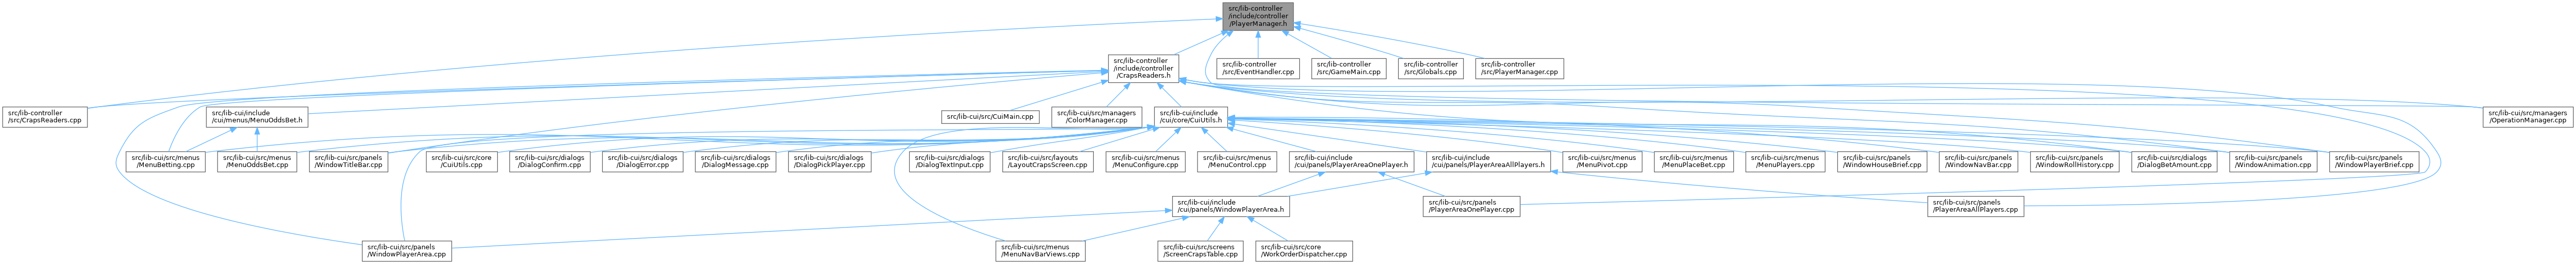 src/lib-controller
/include/controller
/PlayerManager.h
src/lib-controller
/include/controller
/CrapsReaders.h
src/lib-controller
/src/EventHandler.cpp
src/lib-controller
/src/GameMain.cpp
src/lib-controller
/src/Globals.cpp
src/lib-controller
/src/PlayerManager.cpp
src/lib-controller
/src/CrapsReaders.cpp
src/lib-cui/include
/cui/menus/MenuOddsBet.h
src/lib-cui/src/CuiMain.cpp
src/lib-cui/src/managers
/ColorManager.cpp
src/lib-cui/include
/cui/core/CuiUtils.h
src/lib-cui/src/managers
/OperationManager.cpp
src/lib-cui/src/menus
/MenuBetting.cpp
src/lib-cui/src/menus
/MenuOddsBet.cpp
src/lib-cui/src/panels
/WindowTitleBar.cpp
src/lib-cui/src/core
/CuiUtils.cpp
src/lib-cui/src/dialogs
/DialogConfirm.cpp
src/lib-cui/src/dialogs
/DialogError.cpp
src/lib-cui/src/dialogs
/DialogMessage.cpp
src/lib-cui/src/dialogs
/DialogPickPlayer.cpp
src/lib-cui/src/dialogs
/DialogTextInput.cpp
src/lib-cui/src/layouts
/LayoutCrapsScreen.cpp
src/lib-cui/src/menus
/MenuConfigure.cpp
src/lib-cui/src/menus
/MenuControl.cpp
src/lib-cui/include
/cui/panels/PlayerAreaOnePlayer.h
src/lib-cui/include
/cui/panels/PlayerAreaAllPlayers.h
src/lib-cui/src/menus
/MenuPivot.cpp
src/lib-cui/src/menus
/MenuPlaceBet.cpp
src/lib-cui/src/menus
/MenuPlayers.cpp
src/lib-cui/src/panels
/WindowHouseBrief.cpp
src/lib-cui/src/panels
/WindowNavBar.cpp
src/lib-cui/src/panels
/WindowRollHistory.cpp
src/lib-cui/src/dialogs
/DialogBetAmount.cpp
src/lib-cui/src/panels
/WindowAnimation.cpp
src/lib-cui/src/panels
/WindowPlayerBrief.cpp
src/lib-cui/include
/cui/panels/WindowPlayerArea.h
src/lib-cui/src/panels
/PlayerAreaOnePlayer.cpp
src/lib-cui/src/panels
/PlayerAreaAllPlayers.cpp
src/lib-cui/src/panels
/WindowPlayerArea.cpp
src/lib-cui/src/menus
/MenuNavBarViews.cpp
src/lib-cui/src/screens
/ScreenCrapsTable.cpp
src/lib-cui/src/core
/WorkOrderDispatcher.cpp